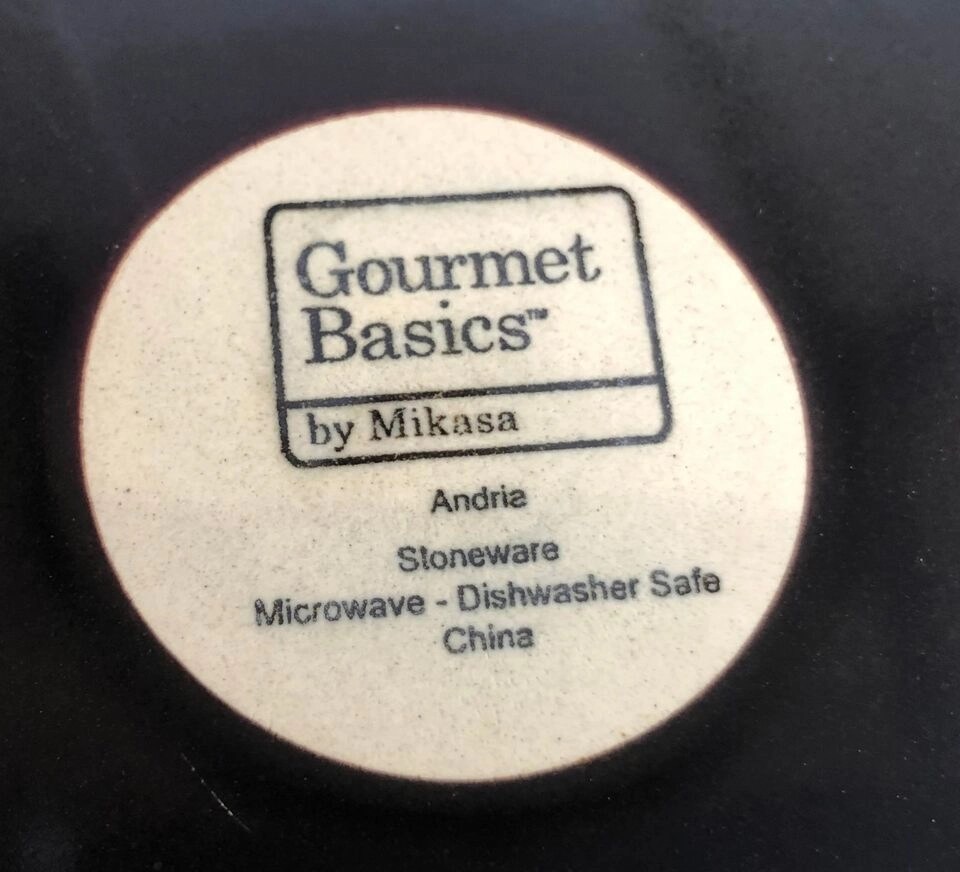 Gourmet
Basics™
by Mikasa
Andria
Stoneware
Microwave - Dishwasher Safe
China